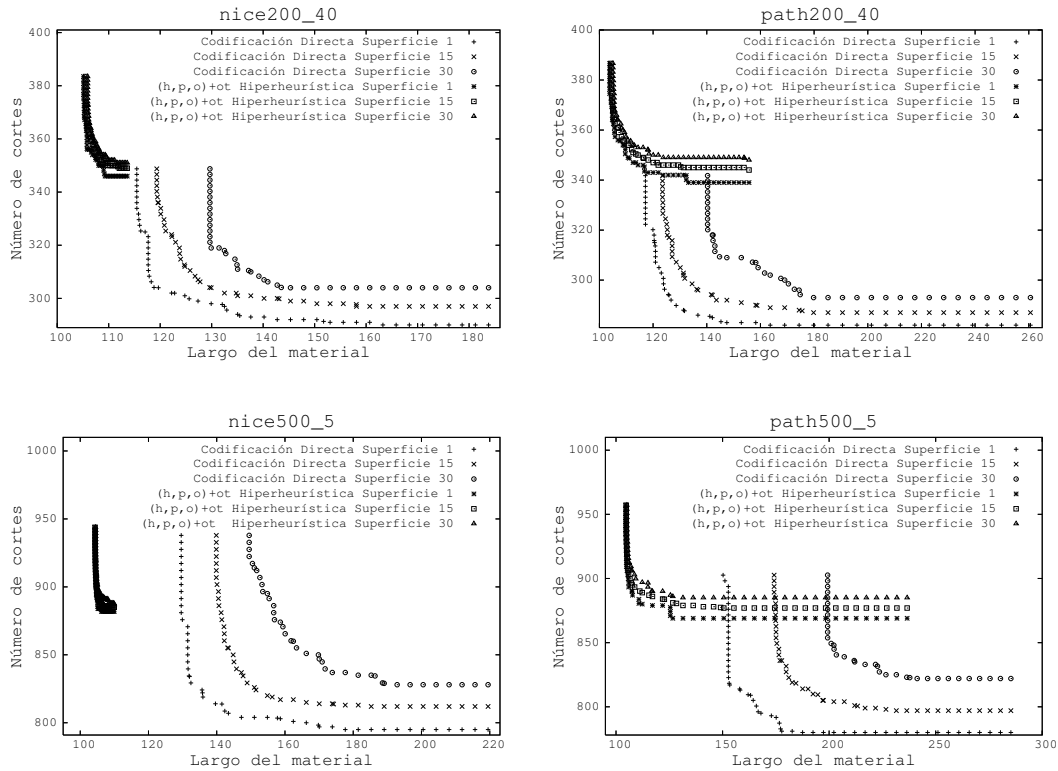 nice200_40
400
380
360
340
320
300
Número de cortes
Codificación Directa Superficie 1
Codificación Directa Superficie 15
Codificación Directa Superficie 30
(h,p,o)+ot Hiperheurística Superficie 1
(h,p,o)+ot Hiperheurística Superficie 15
(h,p,o)+ot Hiperheurística Superficie 30
100 110 120 130 140 150 160 170 180
Largo del material
path200_40
400
380
360
340
320
300
Número de cortes
Codificación Directa Superficie 1
Codificación Directa Superficie 15
Codificación Directa Superficie 30
(h,p,o)+ot Hiperheurística Superficie 1
(h,p,o)+ot Hiperheurística Superficie 15
(h,p,o)+ot Hiperheurística Superficie 30
100 120 140 160 180 200 220 240 260
Largo del material
nice500_5
1000
950
900
850
800
Número de cortes
Codificación Directa Superficie 1
Codificación Directa Superficie 15
Codificación Directa Superficie 30
(h,p,o)+ot Hiperheurística Superficie 1
(h,p,o)+ot Hiperheurística Superficie 15
(h,p,o)+ot Hiperheurística Superficie 30
100 120 140 160 180 200 220
Largo del material
path500_5
1000
950
900
850
800
Número de cortes
Codificación Directa Superficie 1
Codificación Directa Superficie 15
Codificación Directa Superficie 30
(h,p,o)+ot Hiperheurística Superficie 1
(h,p,o)+ot Hiperheurística Superficie 15
(h,p,o)+ot Hiperheurística Superficie 30
100 150 200 250 300
Largo del material